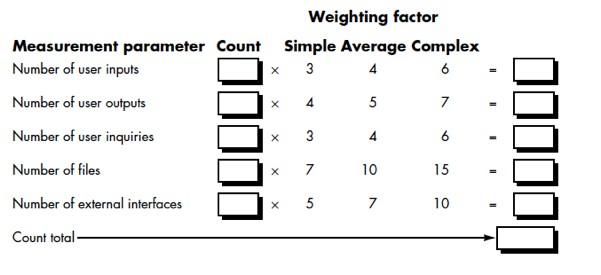 Weighting factor
Measurement parameter Count Simple Average Complex
Number of user inputs × 3 4 6 =
Number of user outputs × 4 5 7 =
Number of user inquiries × 3 4 6 =
Number of files × 7 10 15 =
Number of external interfaces × 5 7 10 =
Count total